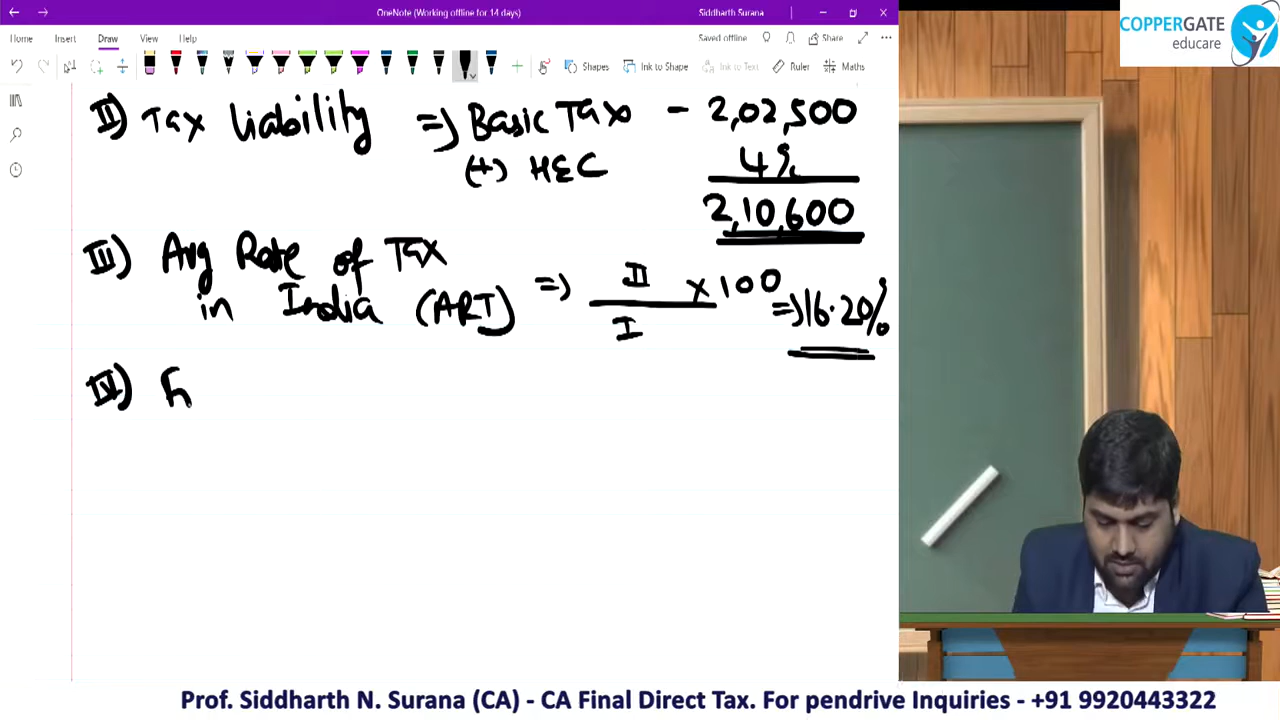 OneNote (Working offline for 14 days)
Siddharth Surana
COPPERGATE
educare
Home Insert Draw View Help
Saved offline Share
Shapes Ink to Shape Ink to Text Ruler Maths
II) Tax liability => Basic Tax - 2,02,500
(+) HEC 4%
2,10,600
III) Avg Rate of Tax
in India (ART) => II / I × 100 => 16.20%
IV)
Prof. Siddharth N. Surana (CA) - CA Final Direct Tax. For pendrive Inquiries - +91 9920443322